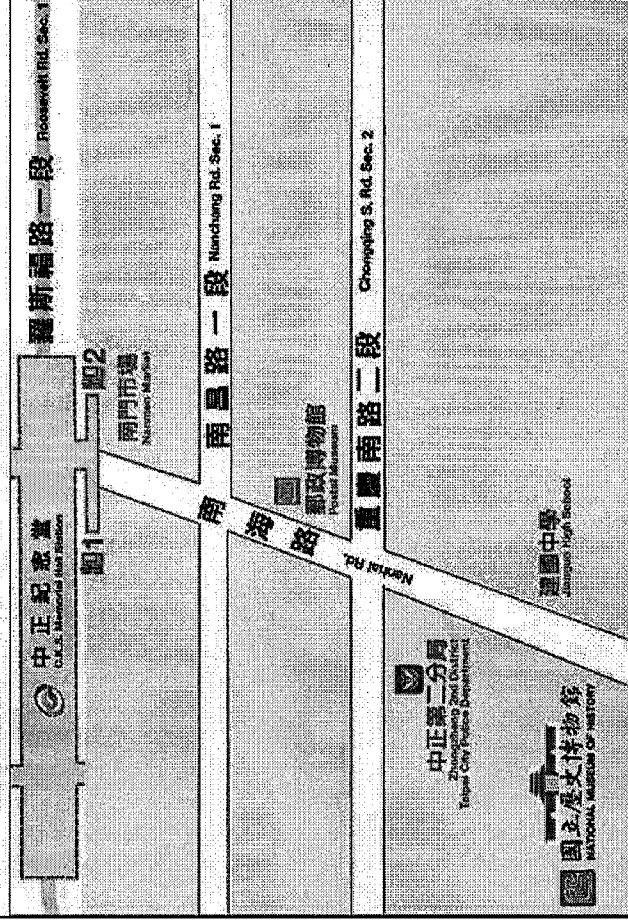 羅斯福路一段 Roosevelt Rd. Sec. 1
中正紀念堂
C.K.S. Memorial Hall Station
出1
出2
南門市場
Nanmen Market
南昌路一段 Nanchang Rd. Sec. 1
郵政博物館
Postal Museum
南海路
Nanhai Rd.
重慶南路二段 Chongqing S. Rd. Sec. 2
中正第二分局
Zhongzheng 2nd District
Taipei City Police Department
建國中學
Jianguo High School
國立歷史博物館
NATIONAL MUSEUM OF HISTORY